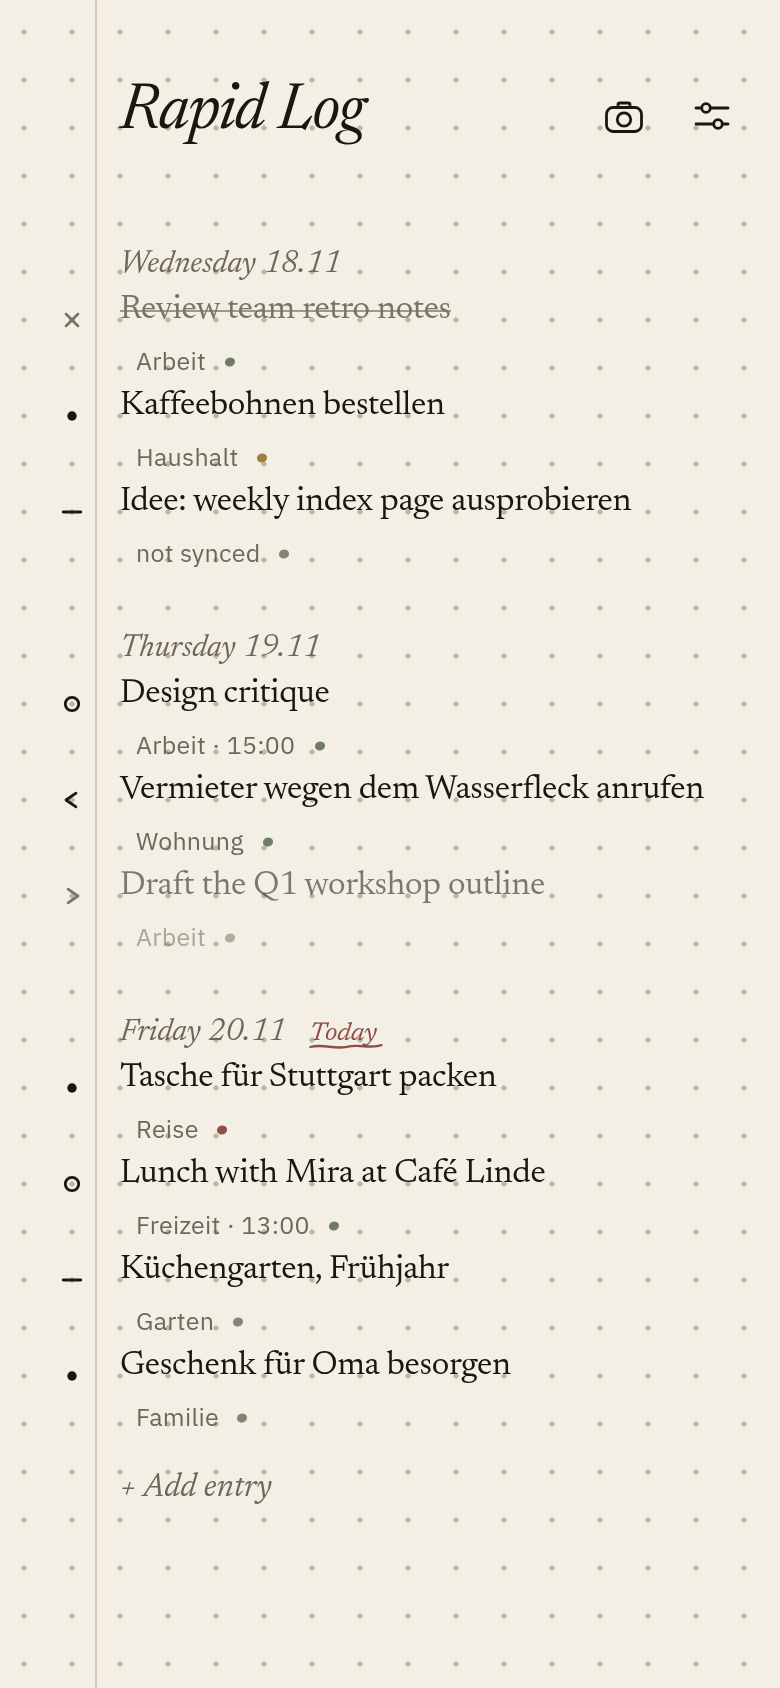 Rapid Log
Wednesday 18.11
× Review team retro notes
Arbeit
• Kaffeebohnen bestellen
Haushalt
– Idee: weekly index page ausprobieren
not synced
Thursday 19.11
Design critique
Arbeit · 15:00
< Vermieter wegen dem Wasserfleck anrufen
Wohnung
> Draft the Q1 workshop outline
Arbeit
Friday 20.11 Today
• Tasche für Stuttgart packen
Reise
Lunch with Mira at Café Linde
Freizeit · 13:00
– Küchengarten, Frühjahr
Garten
• Geschenk für Oma besorgen
Familie
+ Add entry